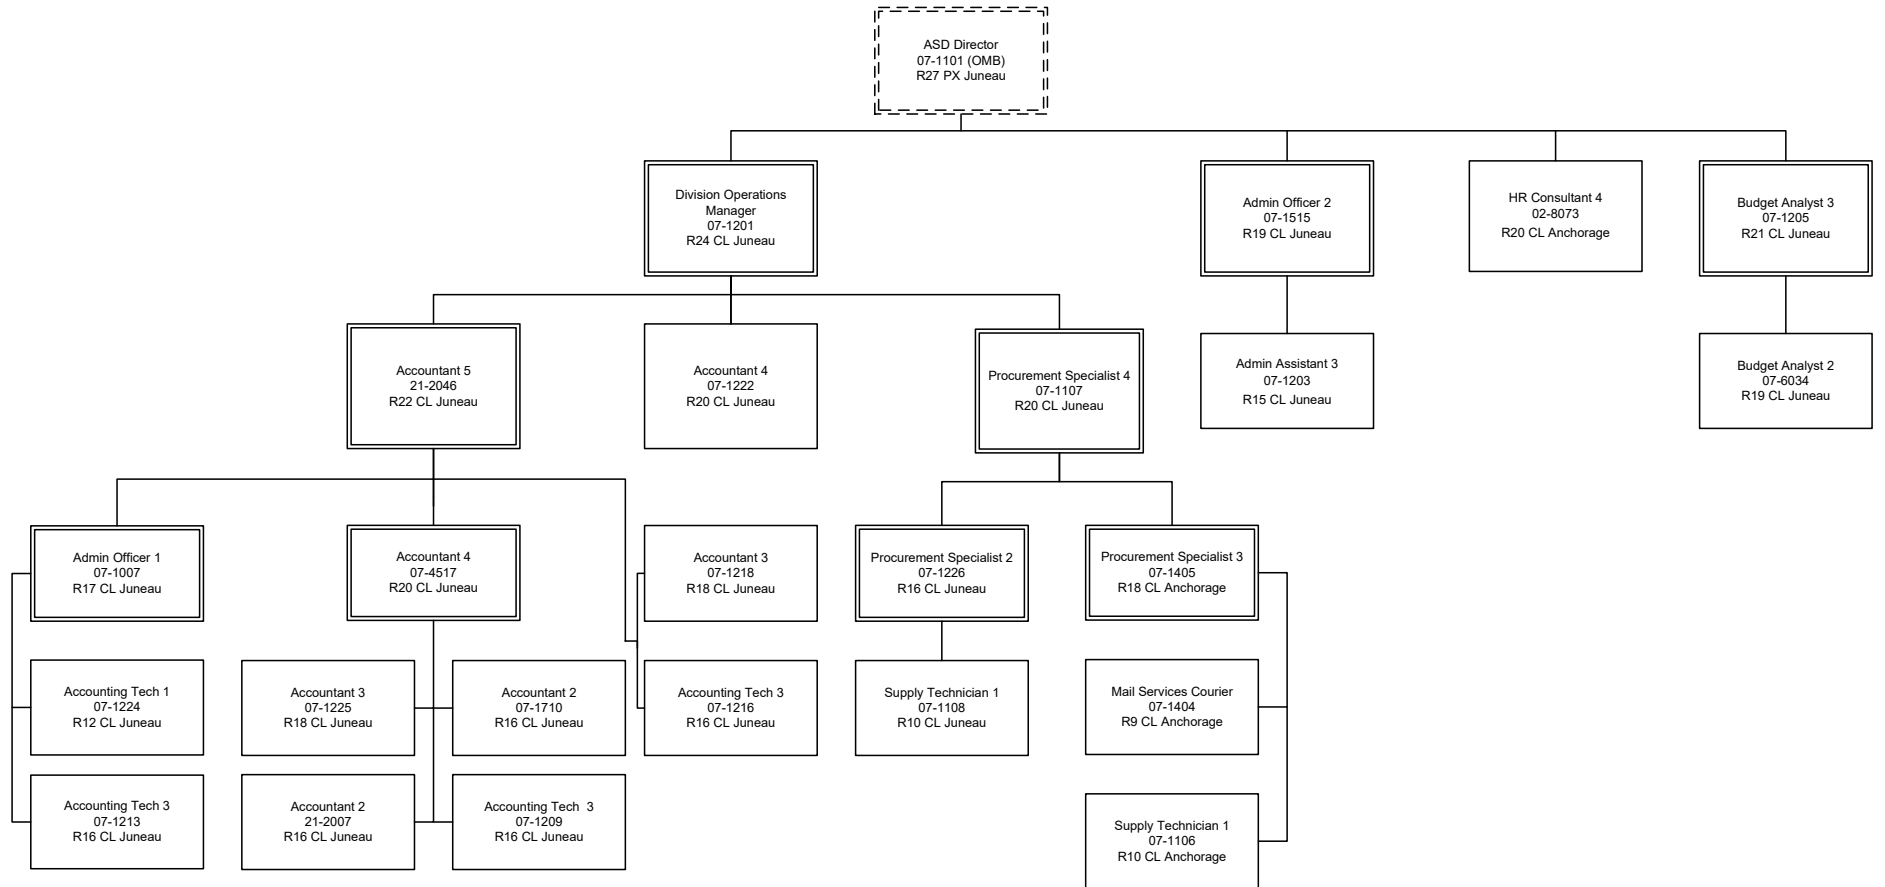 ASD Director
07-1101 (OMB)
R27 PX Juneau
Division Operations
Manager
07-1201
R24 CL Juneau
Admin Officer 2
07-1515
R19 CL Juneau
HR Consultant 4
02-8073
R20 CL Anchorage
Budget Analyst 3
07-1205
R21 CL Juneau
Accountant 5
21-2046
R22 CL Juneau
Accountant 4
07-1222
R20 CL Juneau
Procurement Specialist 4
07-1107
R20 CL Juneau
Admin Assistant 3
07-1203
R15 CL Juneau
Budget Analyst 2
07-6034
R19 CL Juneau
Admin Officer 1
07-1007
R17 CL Juneau
Accountant 4
07-4517
R20 CL Juneau
Accountant 3
07-1218
R18 CL Juneau
Procurement Specialist 2
07-1226
R16 CL Juneau
Procurement Specialist 3
07-1405
R18 CL Anchorage
Accounting Tech 1
07-1224
R12 CL Juneau
Accountant 3
07-1225
R18 CL Juneau
Accountant 2
07-1710
R16 CL Juneau
Accounting Tech 3
07-1216
R16 CL Juneau
Supply Technician 1
07-1108
R10 CL Juneau
Mail Services Courier
07-1404
R9 CL Anchorage
Accounting Tech 3
07-1213
R16 CL Juneau
Accountant 2
21-2007
R16 CL Juneau
Accounting Tech  3
07-1209
R16 CL Juneau
Supply Technician 1
07-1106
R10 CL Anchorage